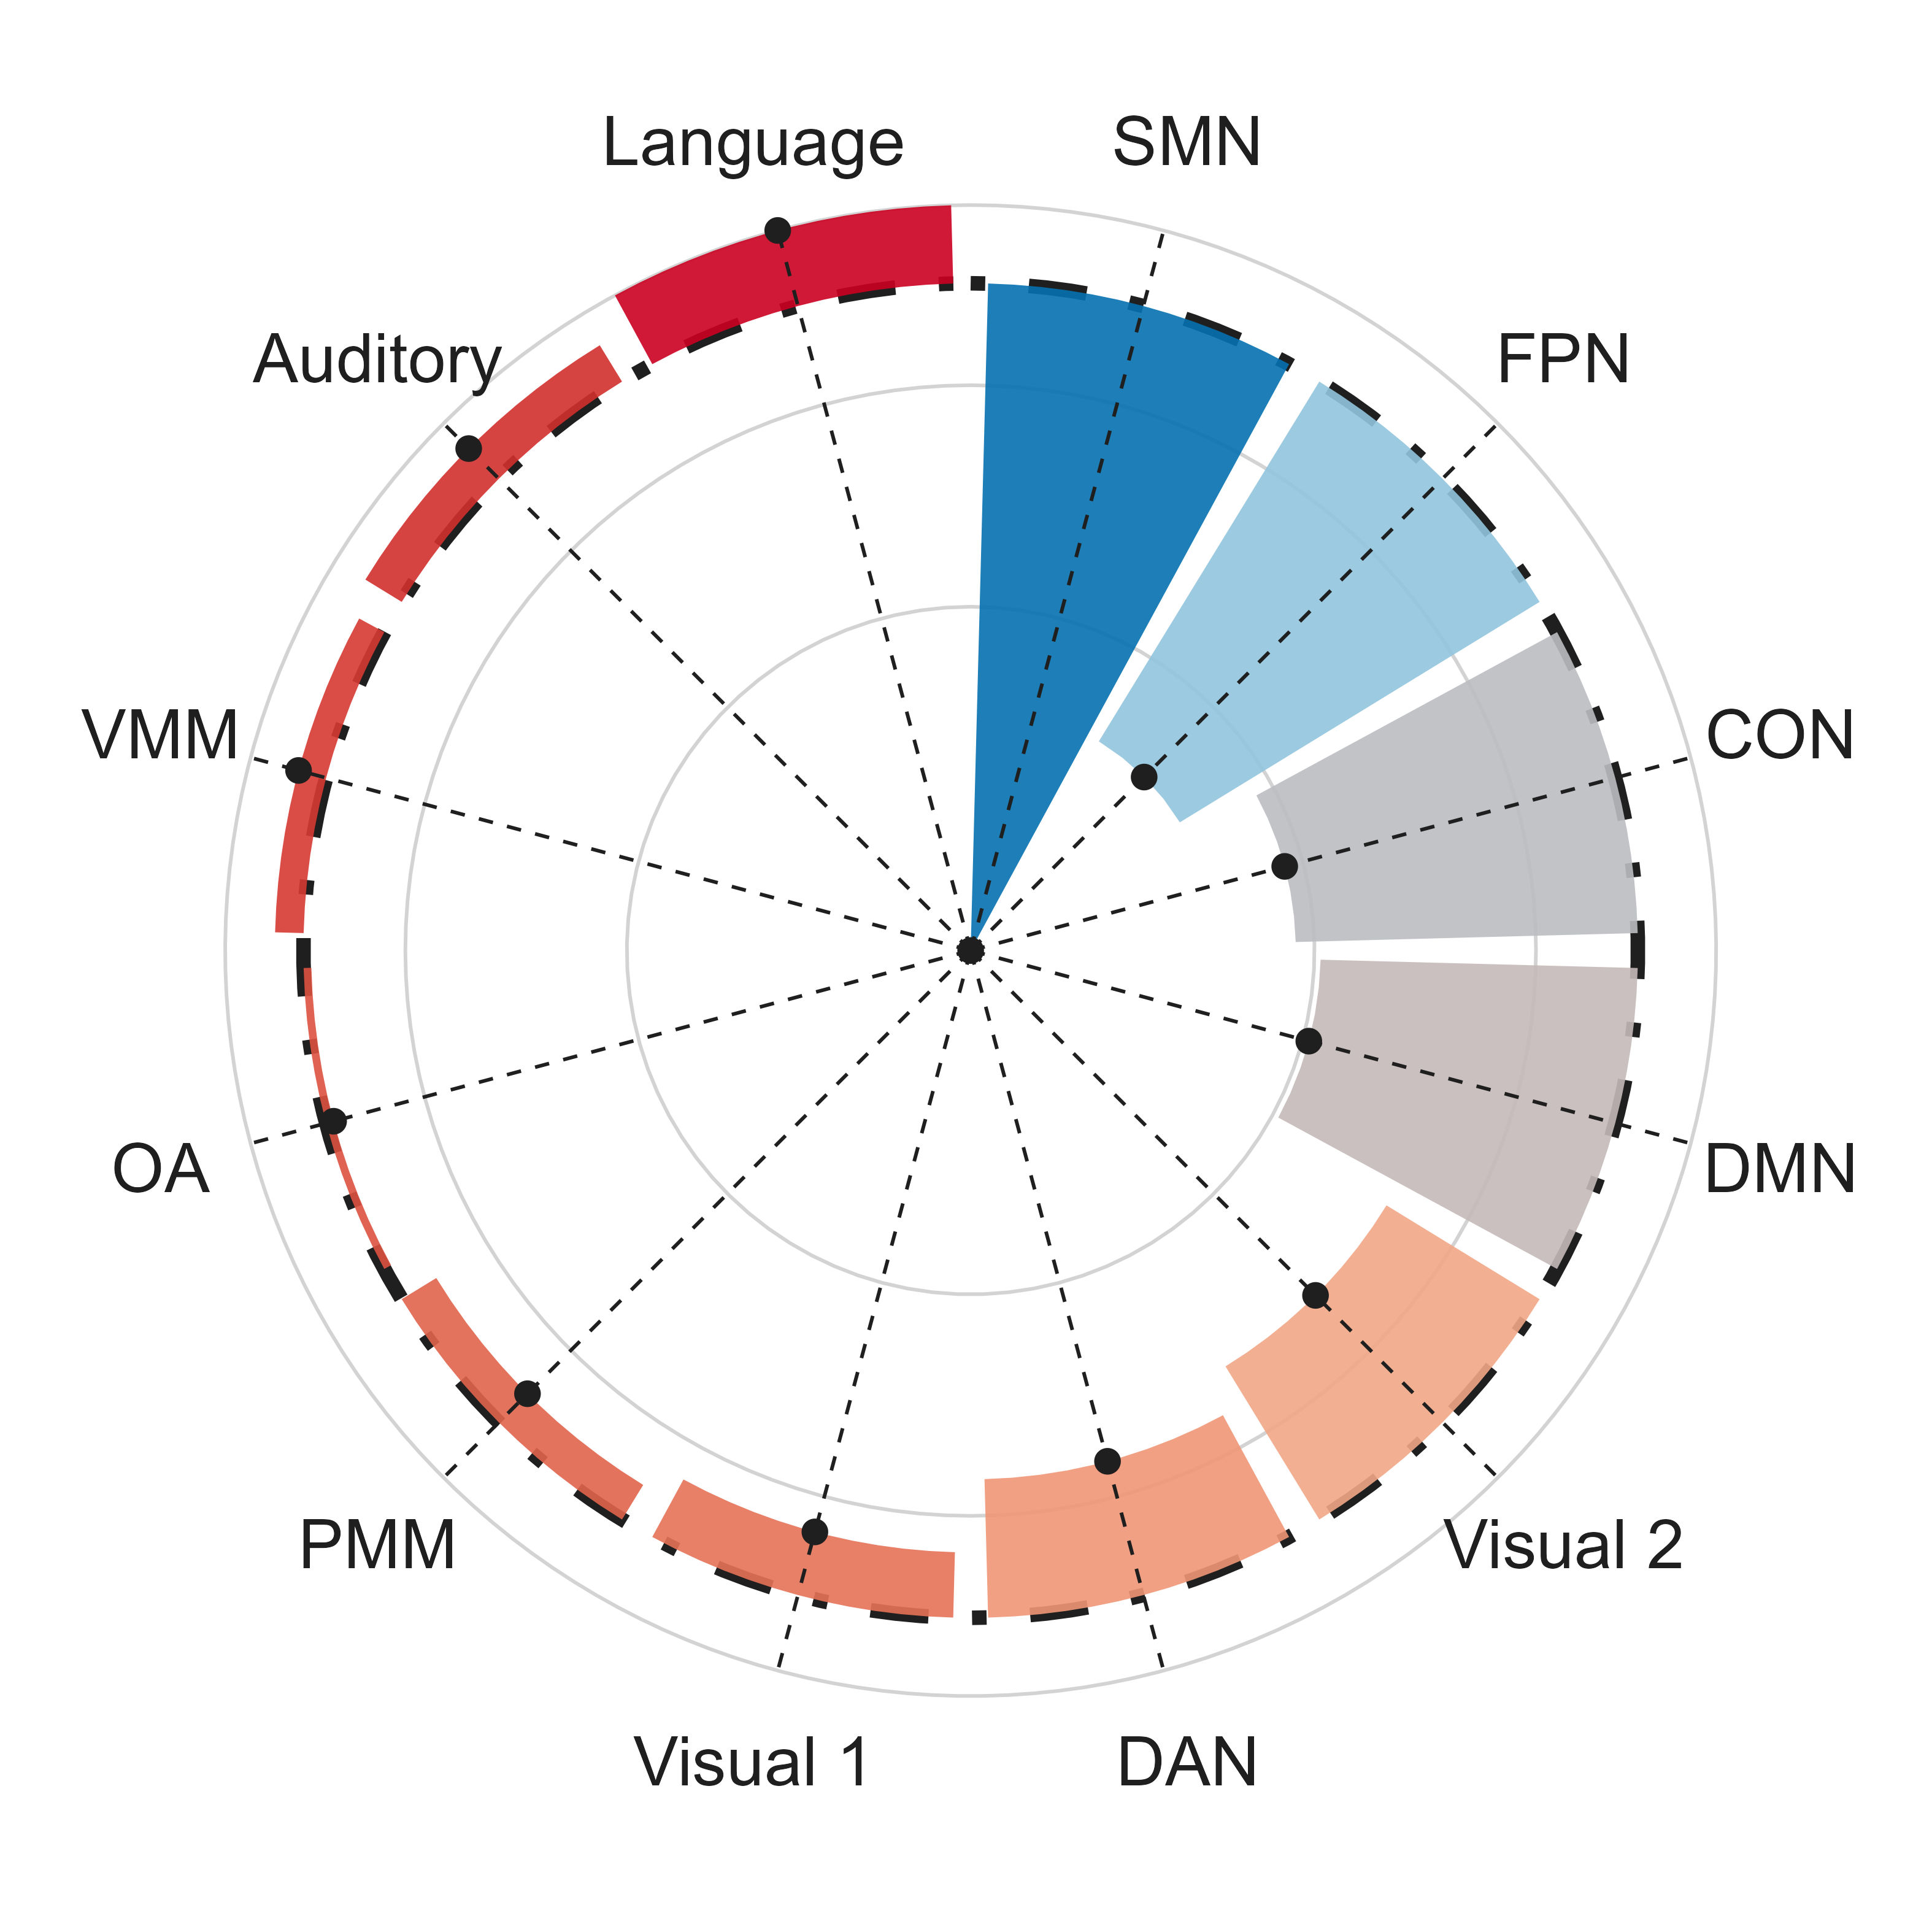 Language
SMN
Auditory
FPN
VMM
CON
OA
DMN
PMM
Visual 2
Visual 1
DAN